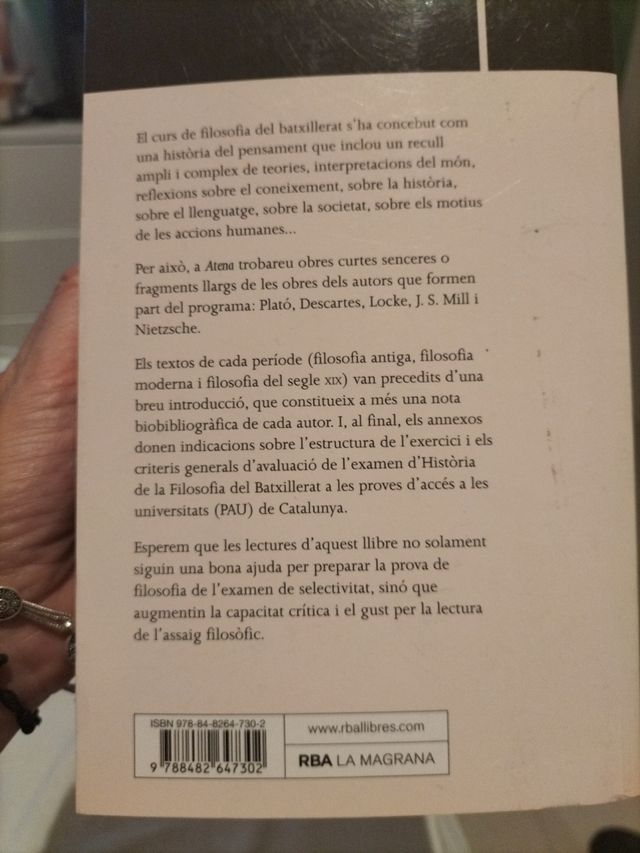 El curs de filosofia del batxillerat s'ha concebut com
una història del pensament que inclou un recull
ampli i complex de teories, interpretacions del món,
reflexions sobre el coneixement, sobre la història,
sobre el llenguatge, sobre la societat, sobre els motius
de les accions humanes...
Per això, a Atena trobareu obres curtes senceres o
fragments llargs de les obres dels autors que formen
part del programa: Plató, Descartes, Locke, J. S. Mill i
Nietzsche.
Els textos de cada període (filosofia antiga, filosofia
moderna i filosofia del segle XIX) van precedits d'una
breu introducció, que constitueix a més una nota
biobibliogràfica de cada autor. I, al final, els annexos
donen indicacions sobre l'estructura de l'exercici i els
criteris generals d'avaluació de l'examen d'Història
de la Filosofia del Batxillerat a les proves d'accés a les
universitats (PAU) de Catalunya.
Esperem que les lectures d'aquest llibre no solament
siguin una bona ajuda per preparar la prova de
filosofia de l'examen de selectivitat, sinó que
augmentin la capacitat crítica i el gust per la lectura
de l'assaig filosòfic.
ISBN 978-84-8264-730-2
9 788482 647302
www.rballibres.com
RBA LA MAGRANA